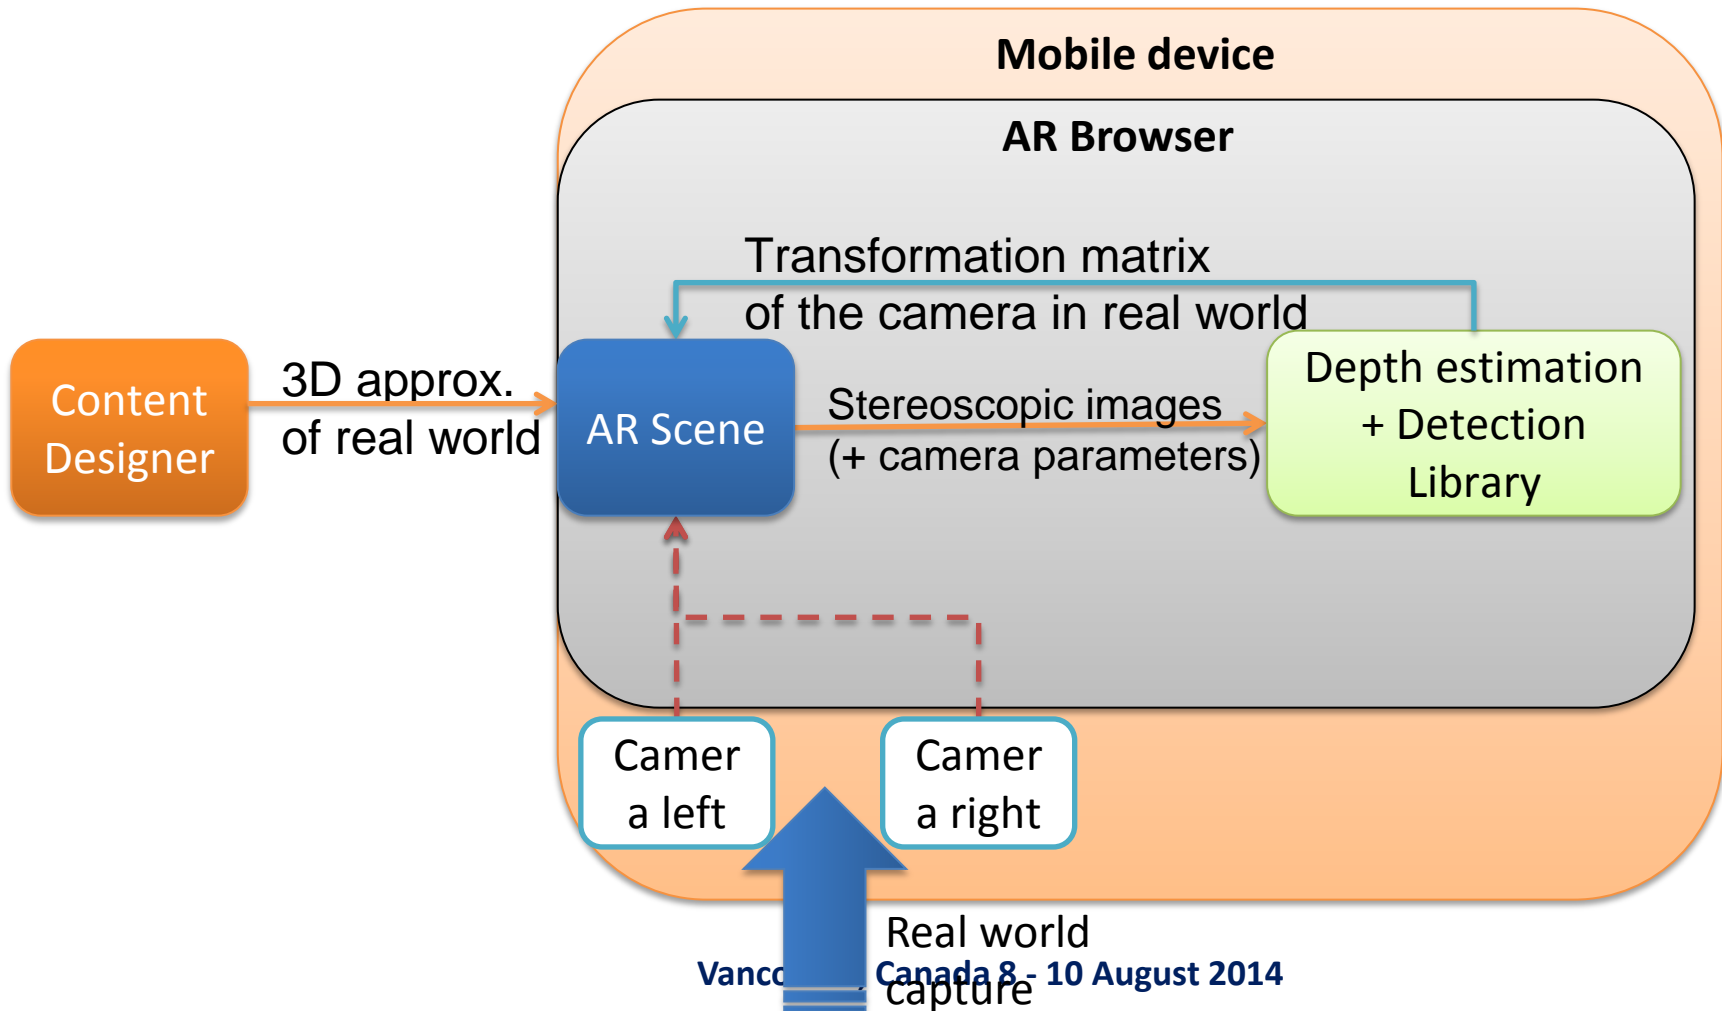 Mobile device
AR Browser
Transformation matrix
of the camera in real world
Content
Designer
3D approx.
of real world
AR Scene
Stereoscopic images
(+ camera parameters)
Depth estimation
+ Detection
Library
Camer
a left
Camer
a right
Real world
capture
Canada 8 - 10 August 2014